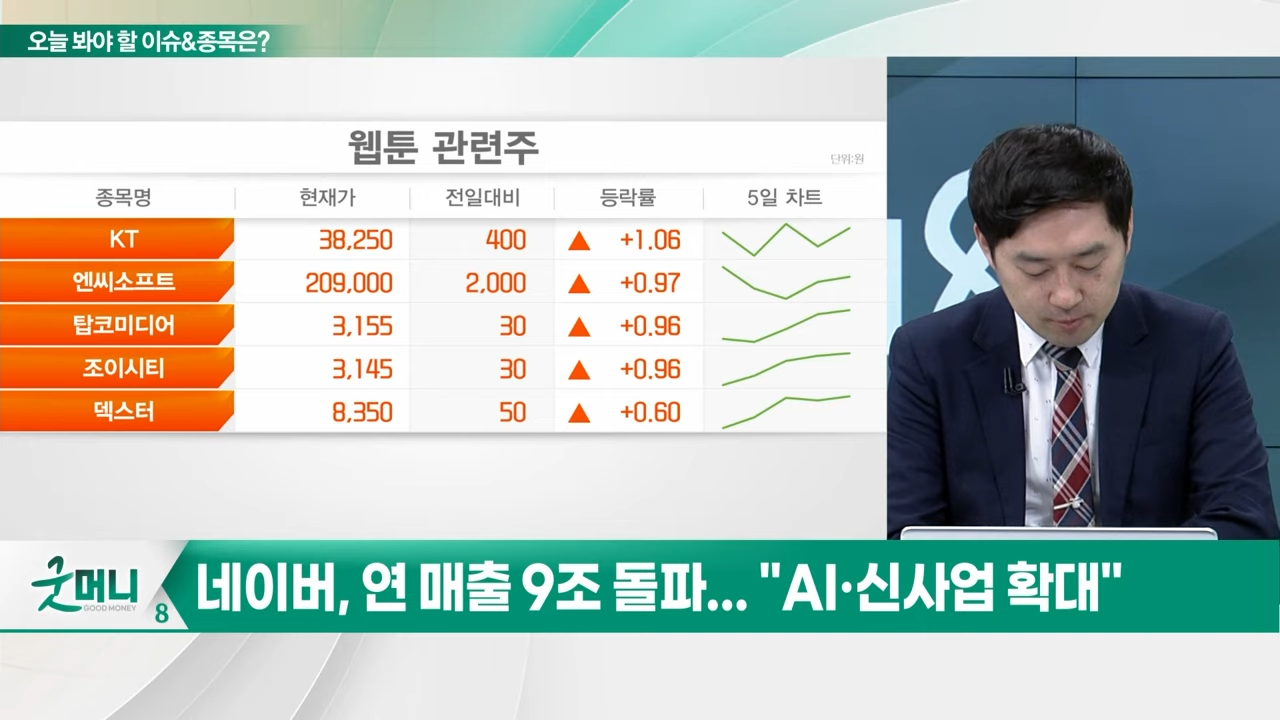 오늘 봐야 할 이슈&종목은?
웹툰 관련주
단위:원
종목명 현재가 전일대비 등락률 5일 차트
KT 38,250 400 ▲ +1.06
엔씨소프트 209,000 2,000 ▲ +0.97
탑코미디어 3,155 30 ▲ +0.96
조이시티 3,145 30 ▲ +0.96
덱스터 8,350 50 ▲ +0.60
&
굿머니
GOOD MONEY
8
네이버, 연 매출 9조 돌파... "AI·신사업 확대"